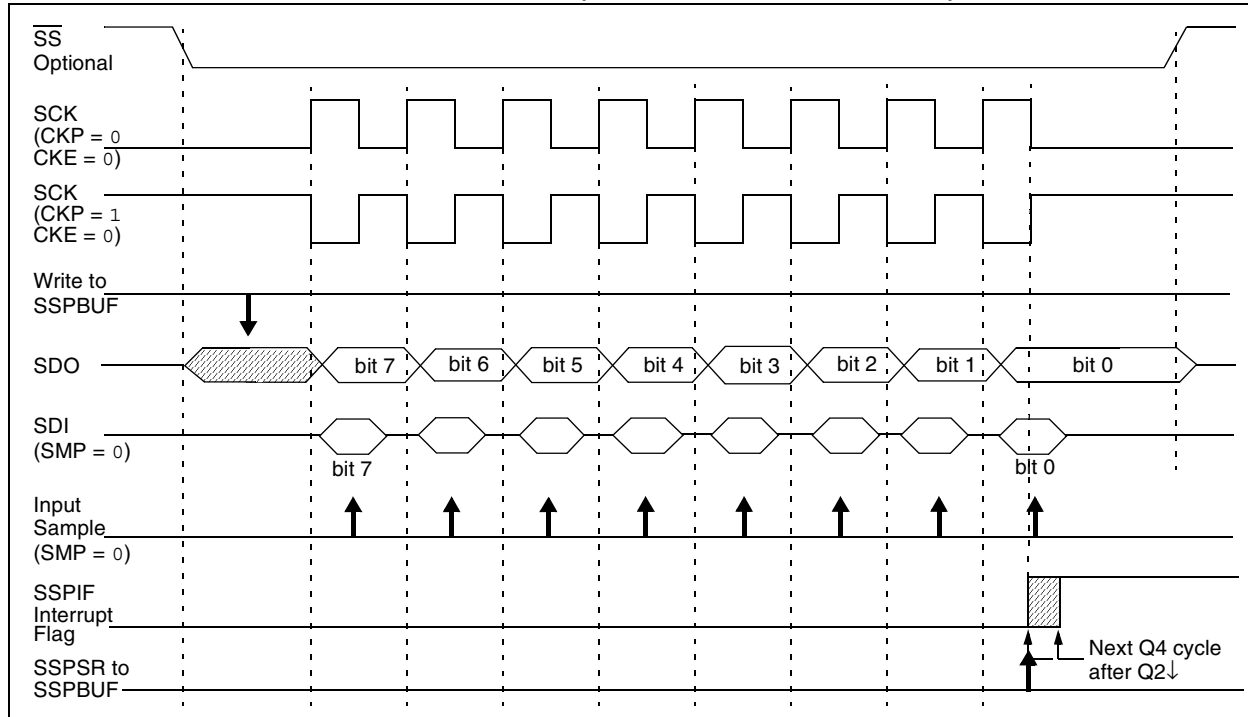 SS
Optional
SCK
(CKP = 0
CKE = 0)
SCK
(CKP = 1
CKE = 0)
Write to
SSPBUF
SDO
bit 7
bit 6
bit 5
bit 4
bit 3
bit 2
bit 1
bit 0
SDI
(SMP = 0)
bit 7
bit 0
Input
Sample
(SMP = 0)
SSPIF
Interrupt
Flag
Next Q4 cycle
after Q2↓
SSPSR to
SSPBUF